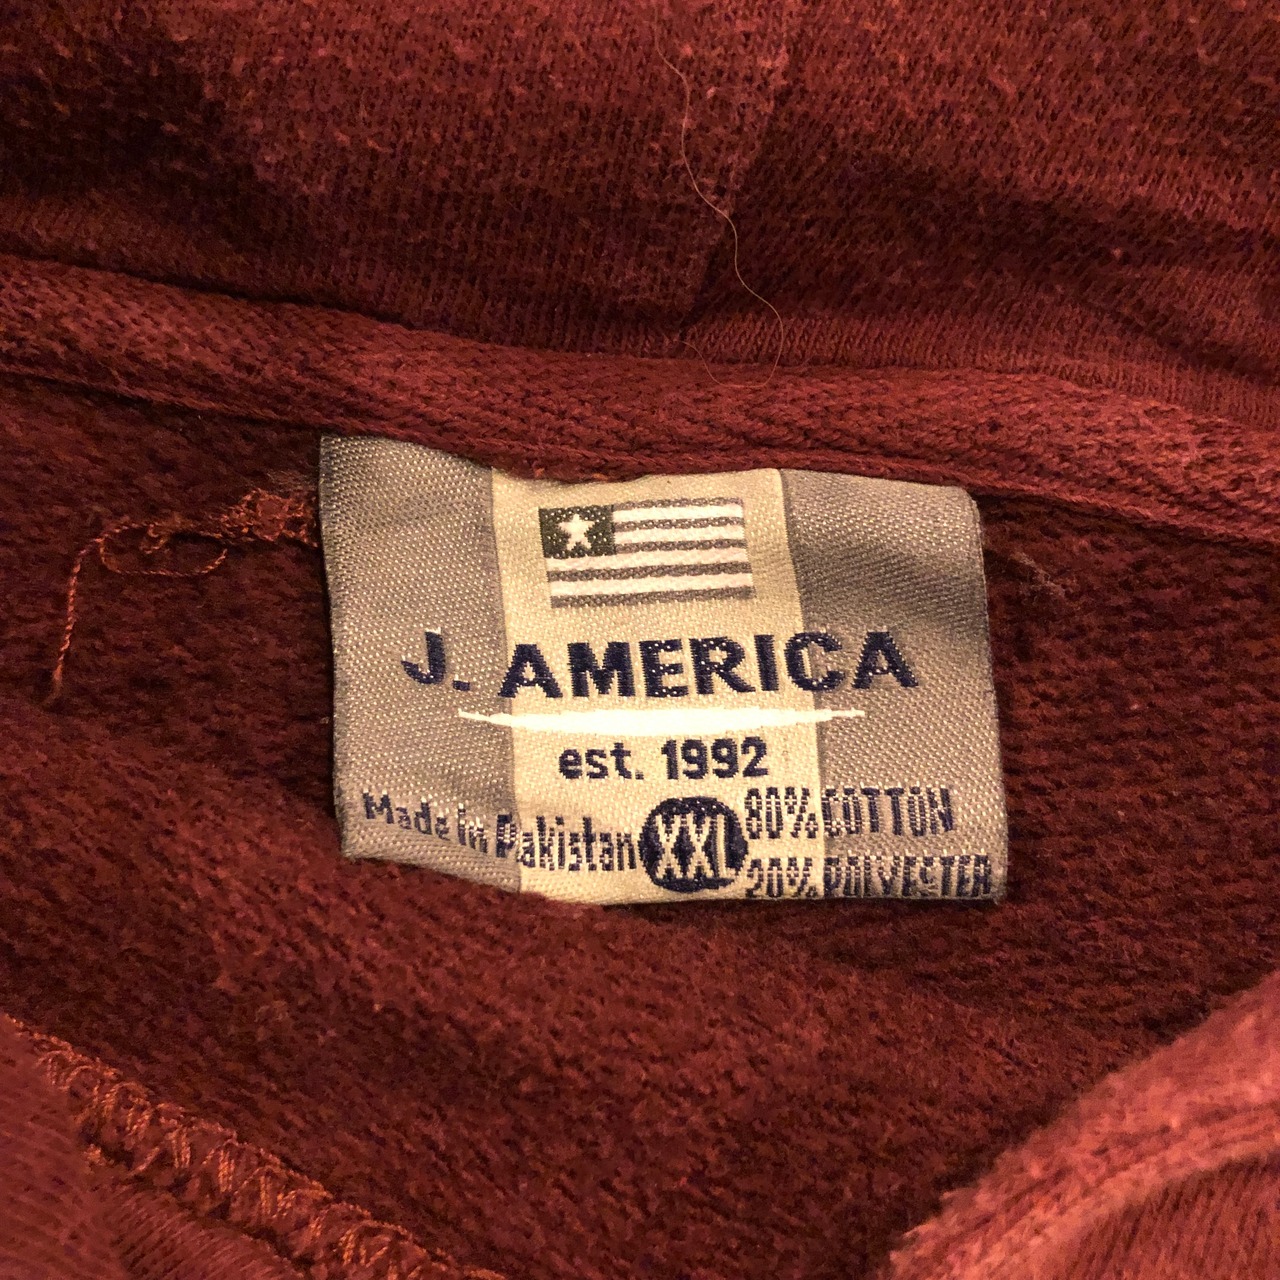 J. AMERICA
est. 1992
Made in Pakistan XXL 80% COTTON
20% POLYESTER